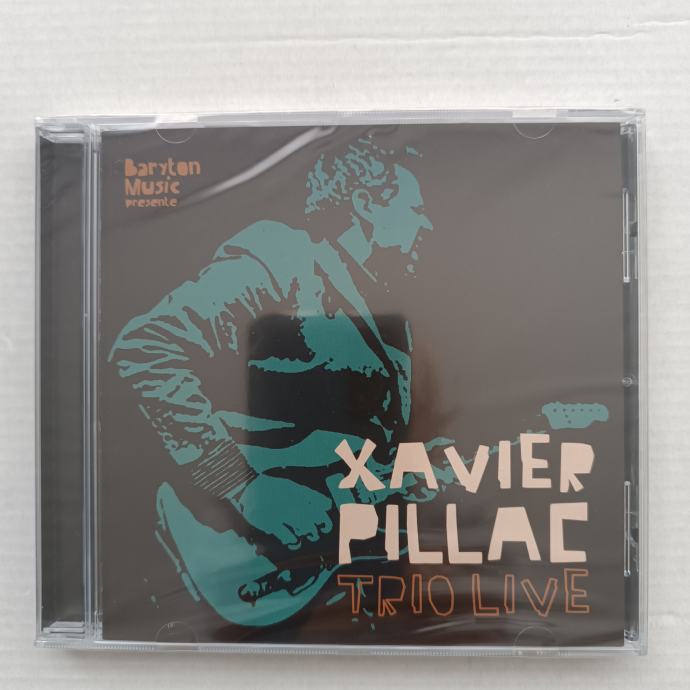 Baryton
Music
presente
XAVIER
PILLAC
TRIO LIVE